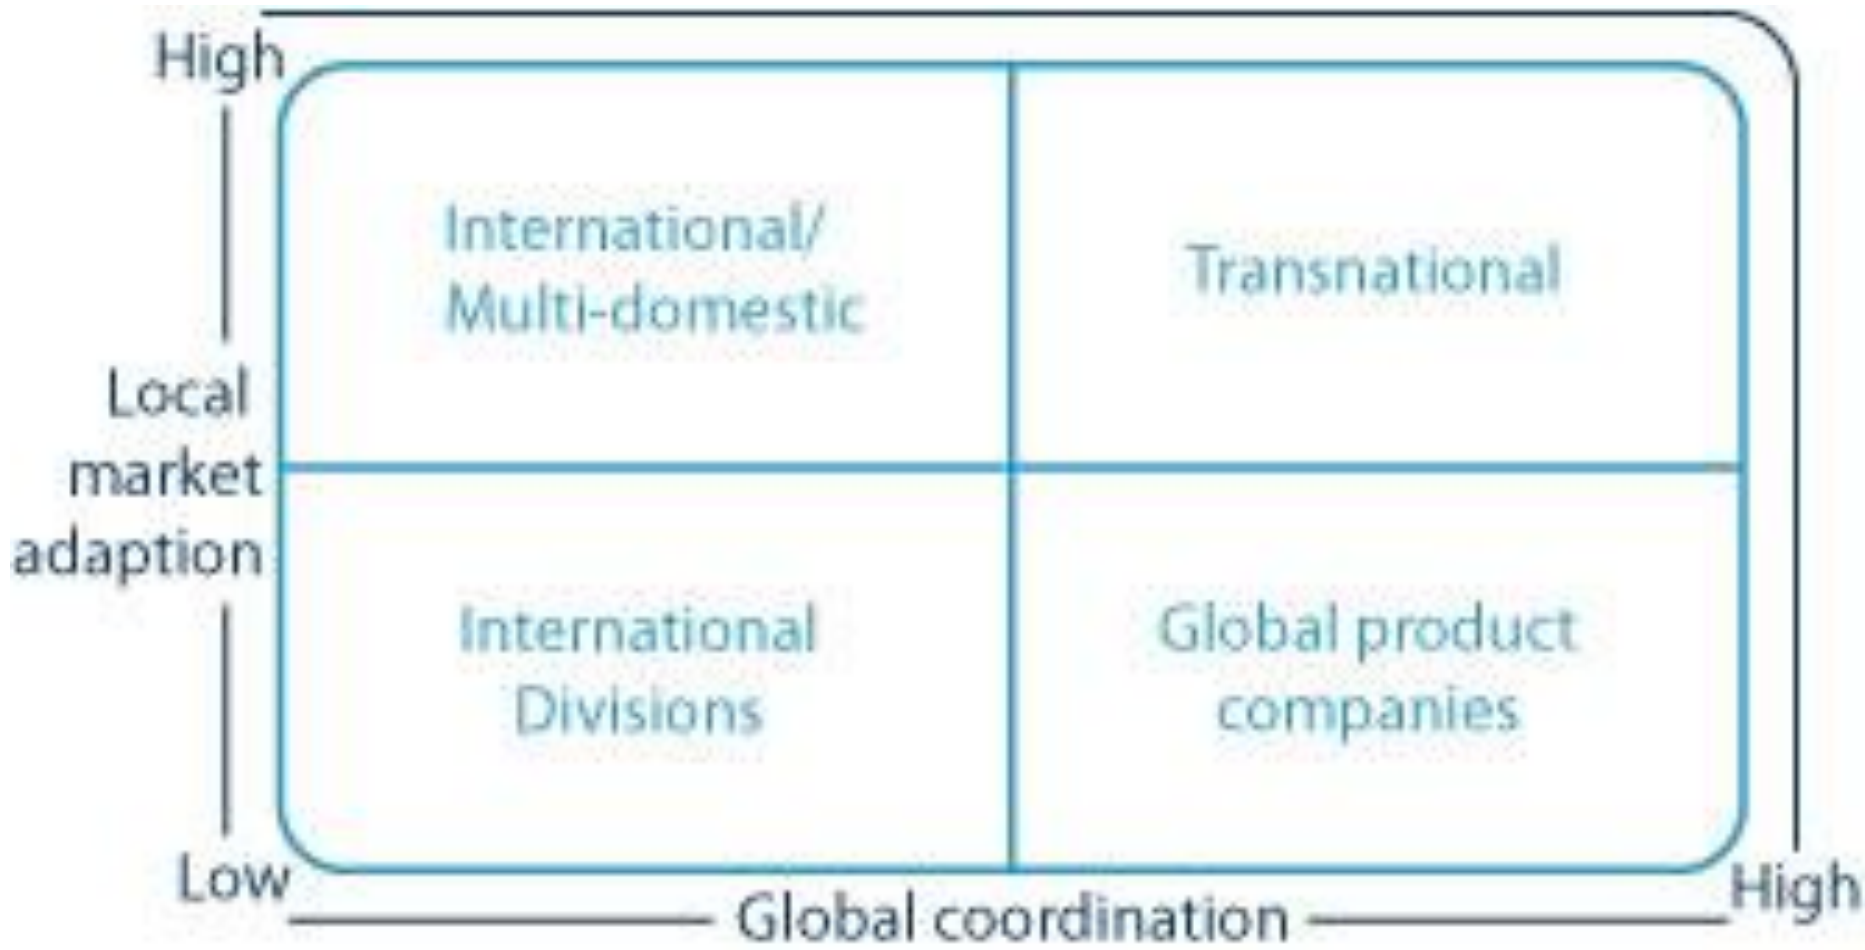 High
International/
Multi-domestic
Transnational
Local
market
adaption
International
Divisions
Global product
companies
Low
Global coordination
High